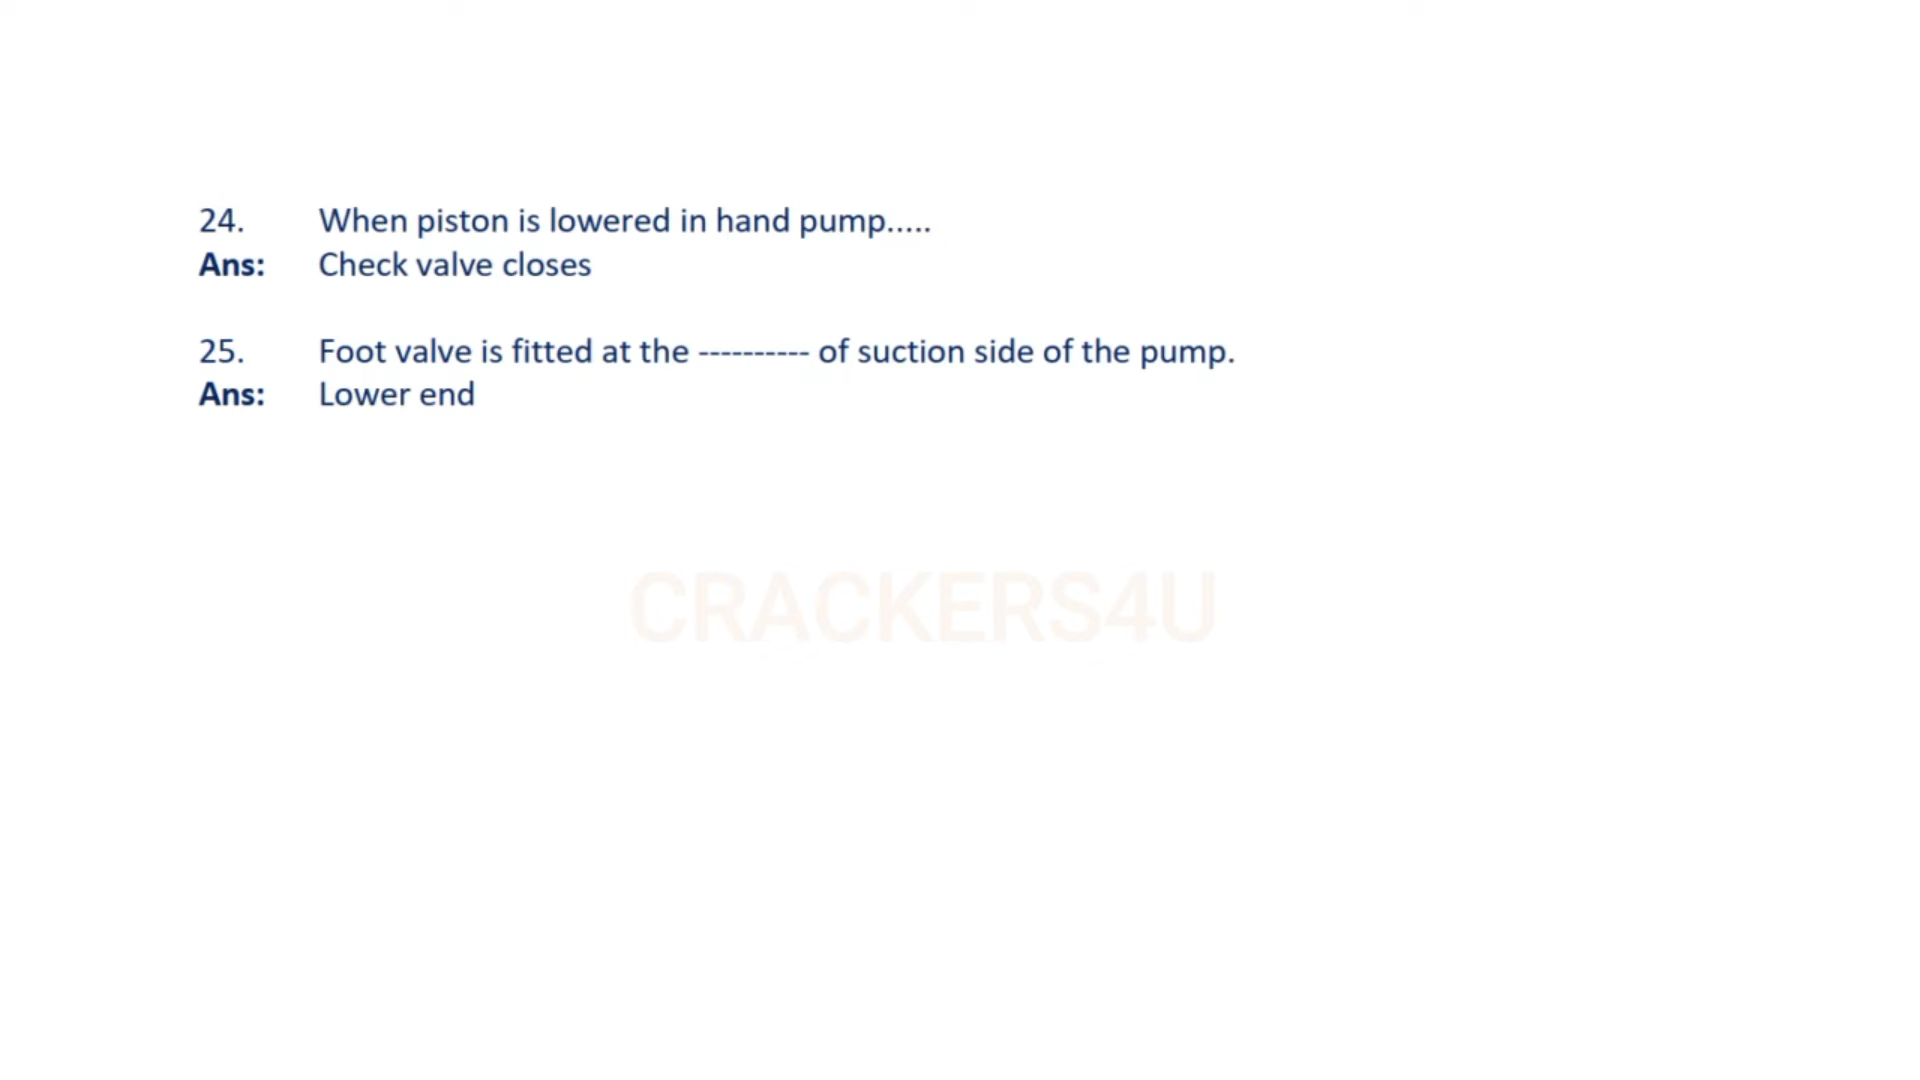 24. When piston is lowered in hand pump.....
Ans: Check valve closes
25. Foot valve is fitted at the ---------- of suction side of the pump.
Ans: Lower end
CRACKERS4U